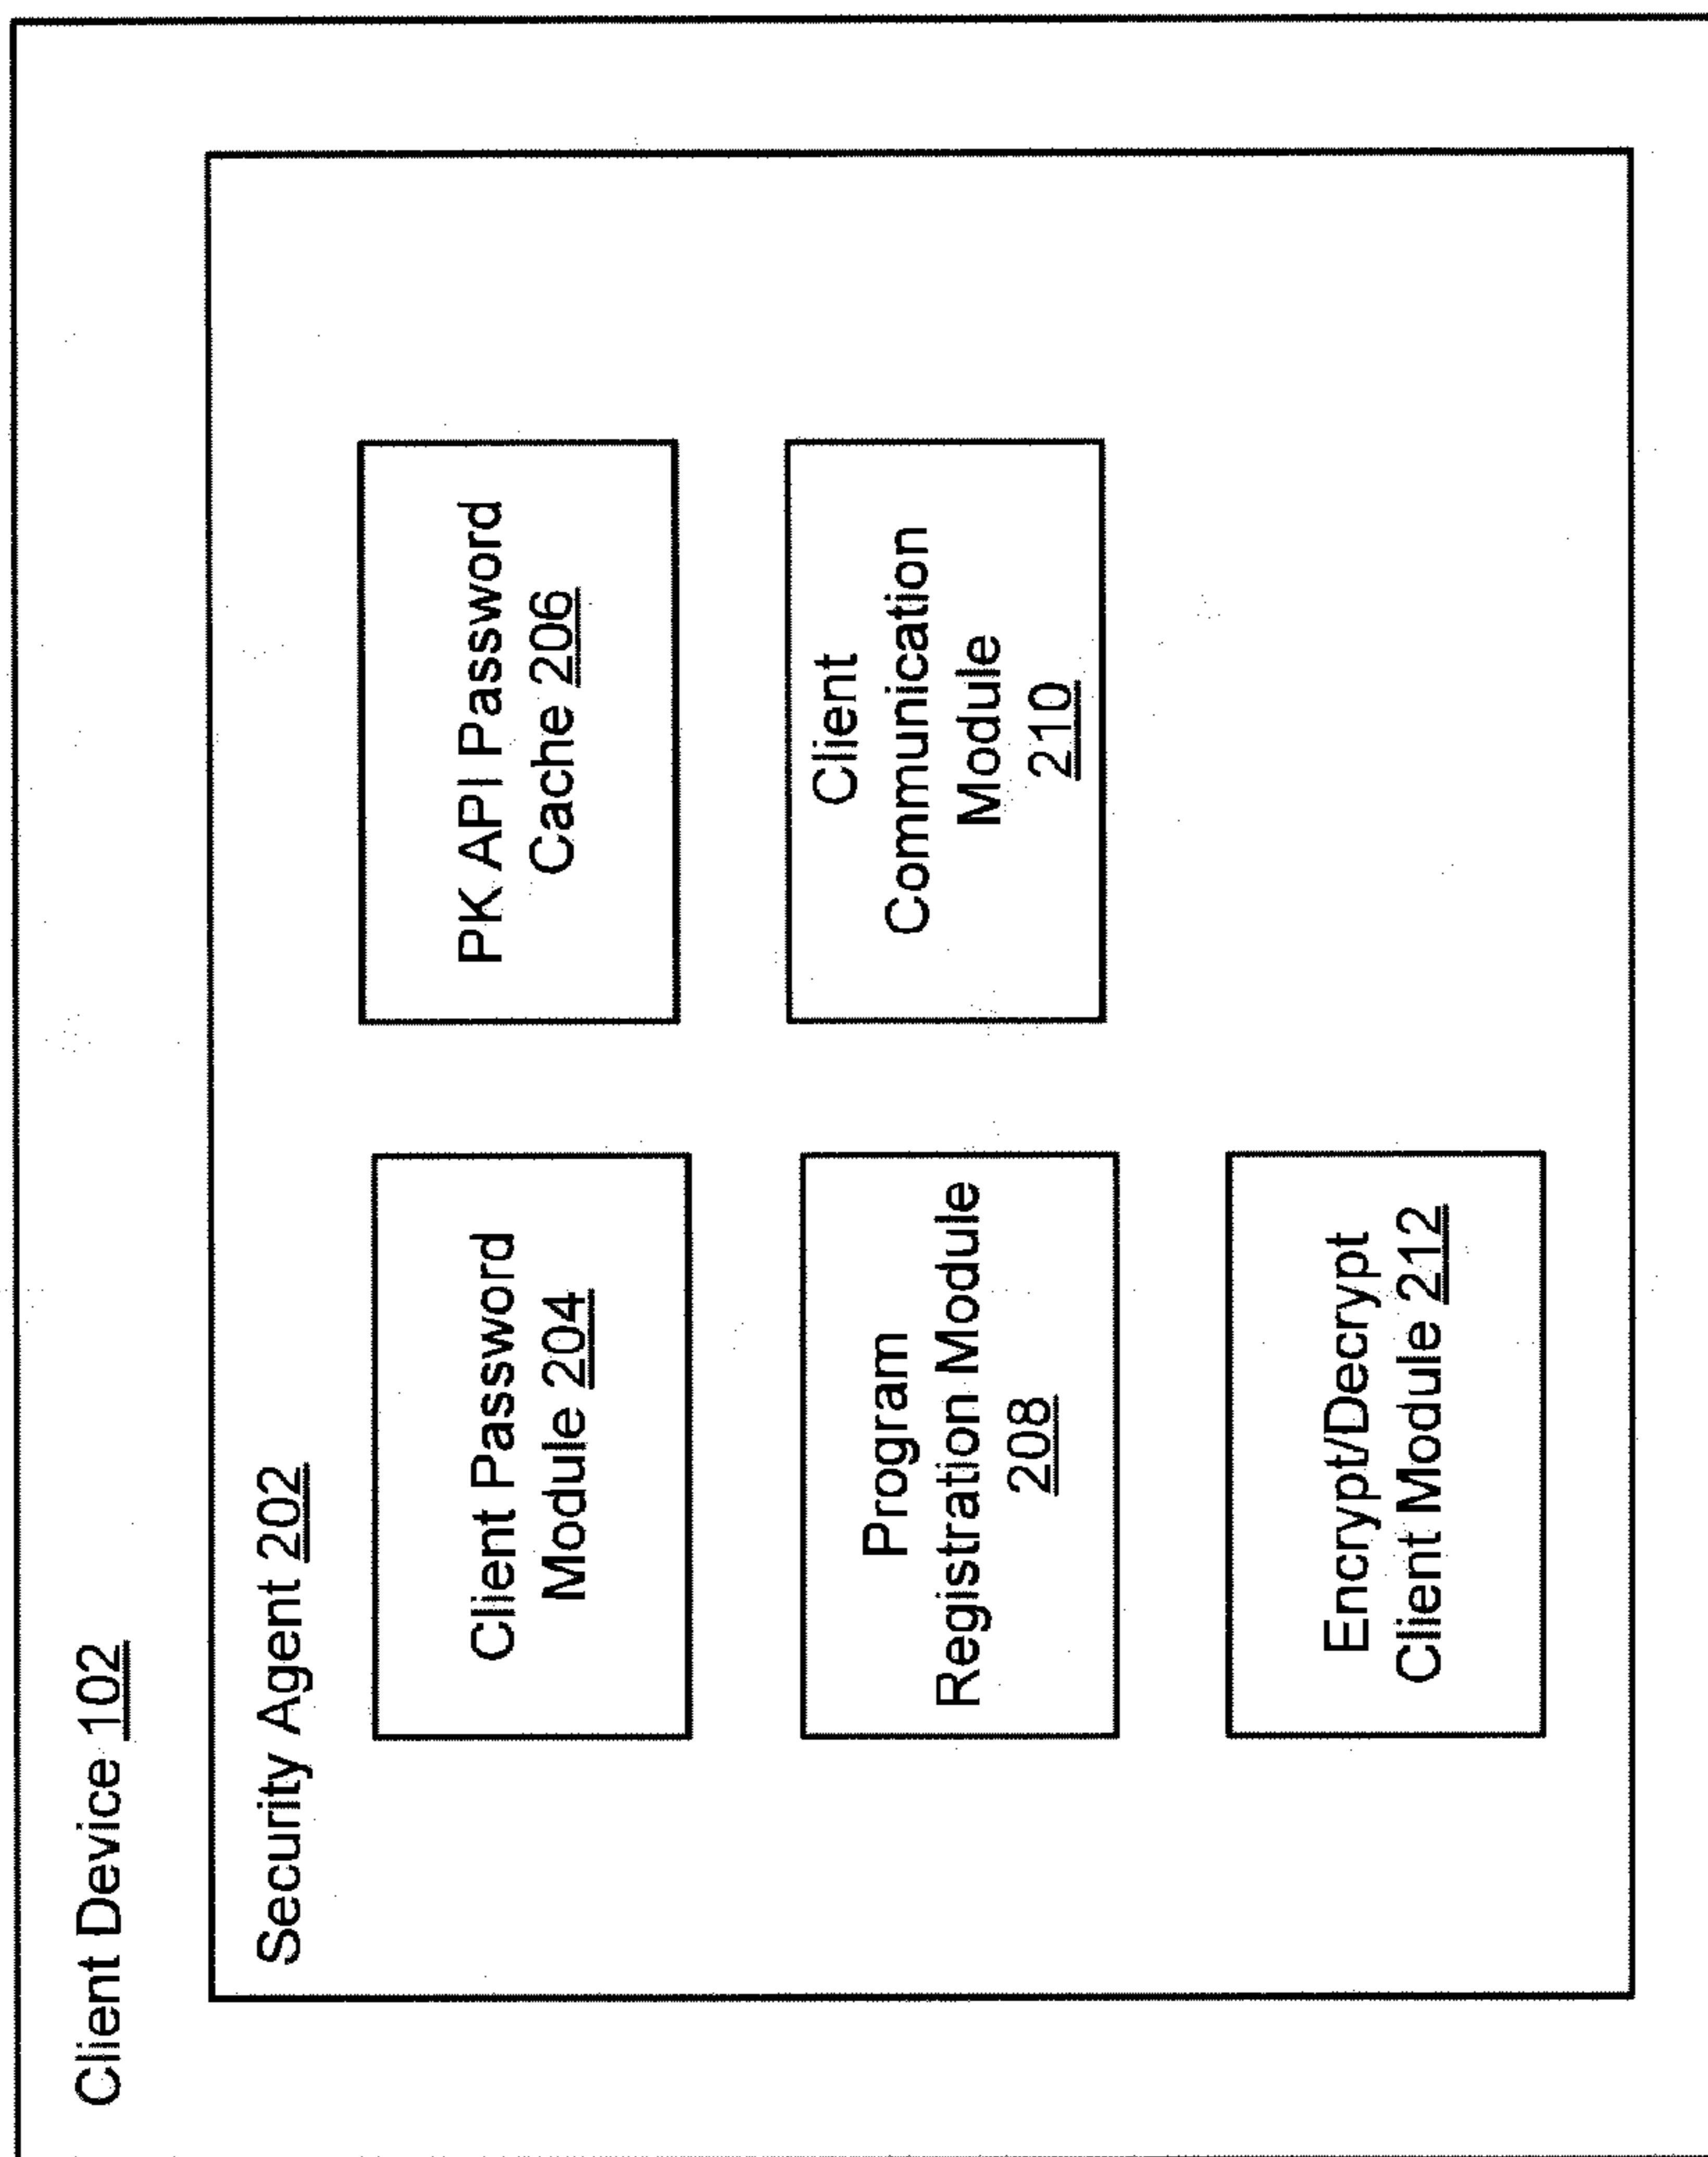 Client Device 102
Security Agent 202
Client Password
Module 204
PK API Password
Cache 206
Program
Registration Module
208
Client
Communication
Module
210
Encrypt/Decrypt
Client Module 212